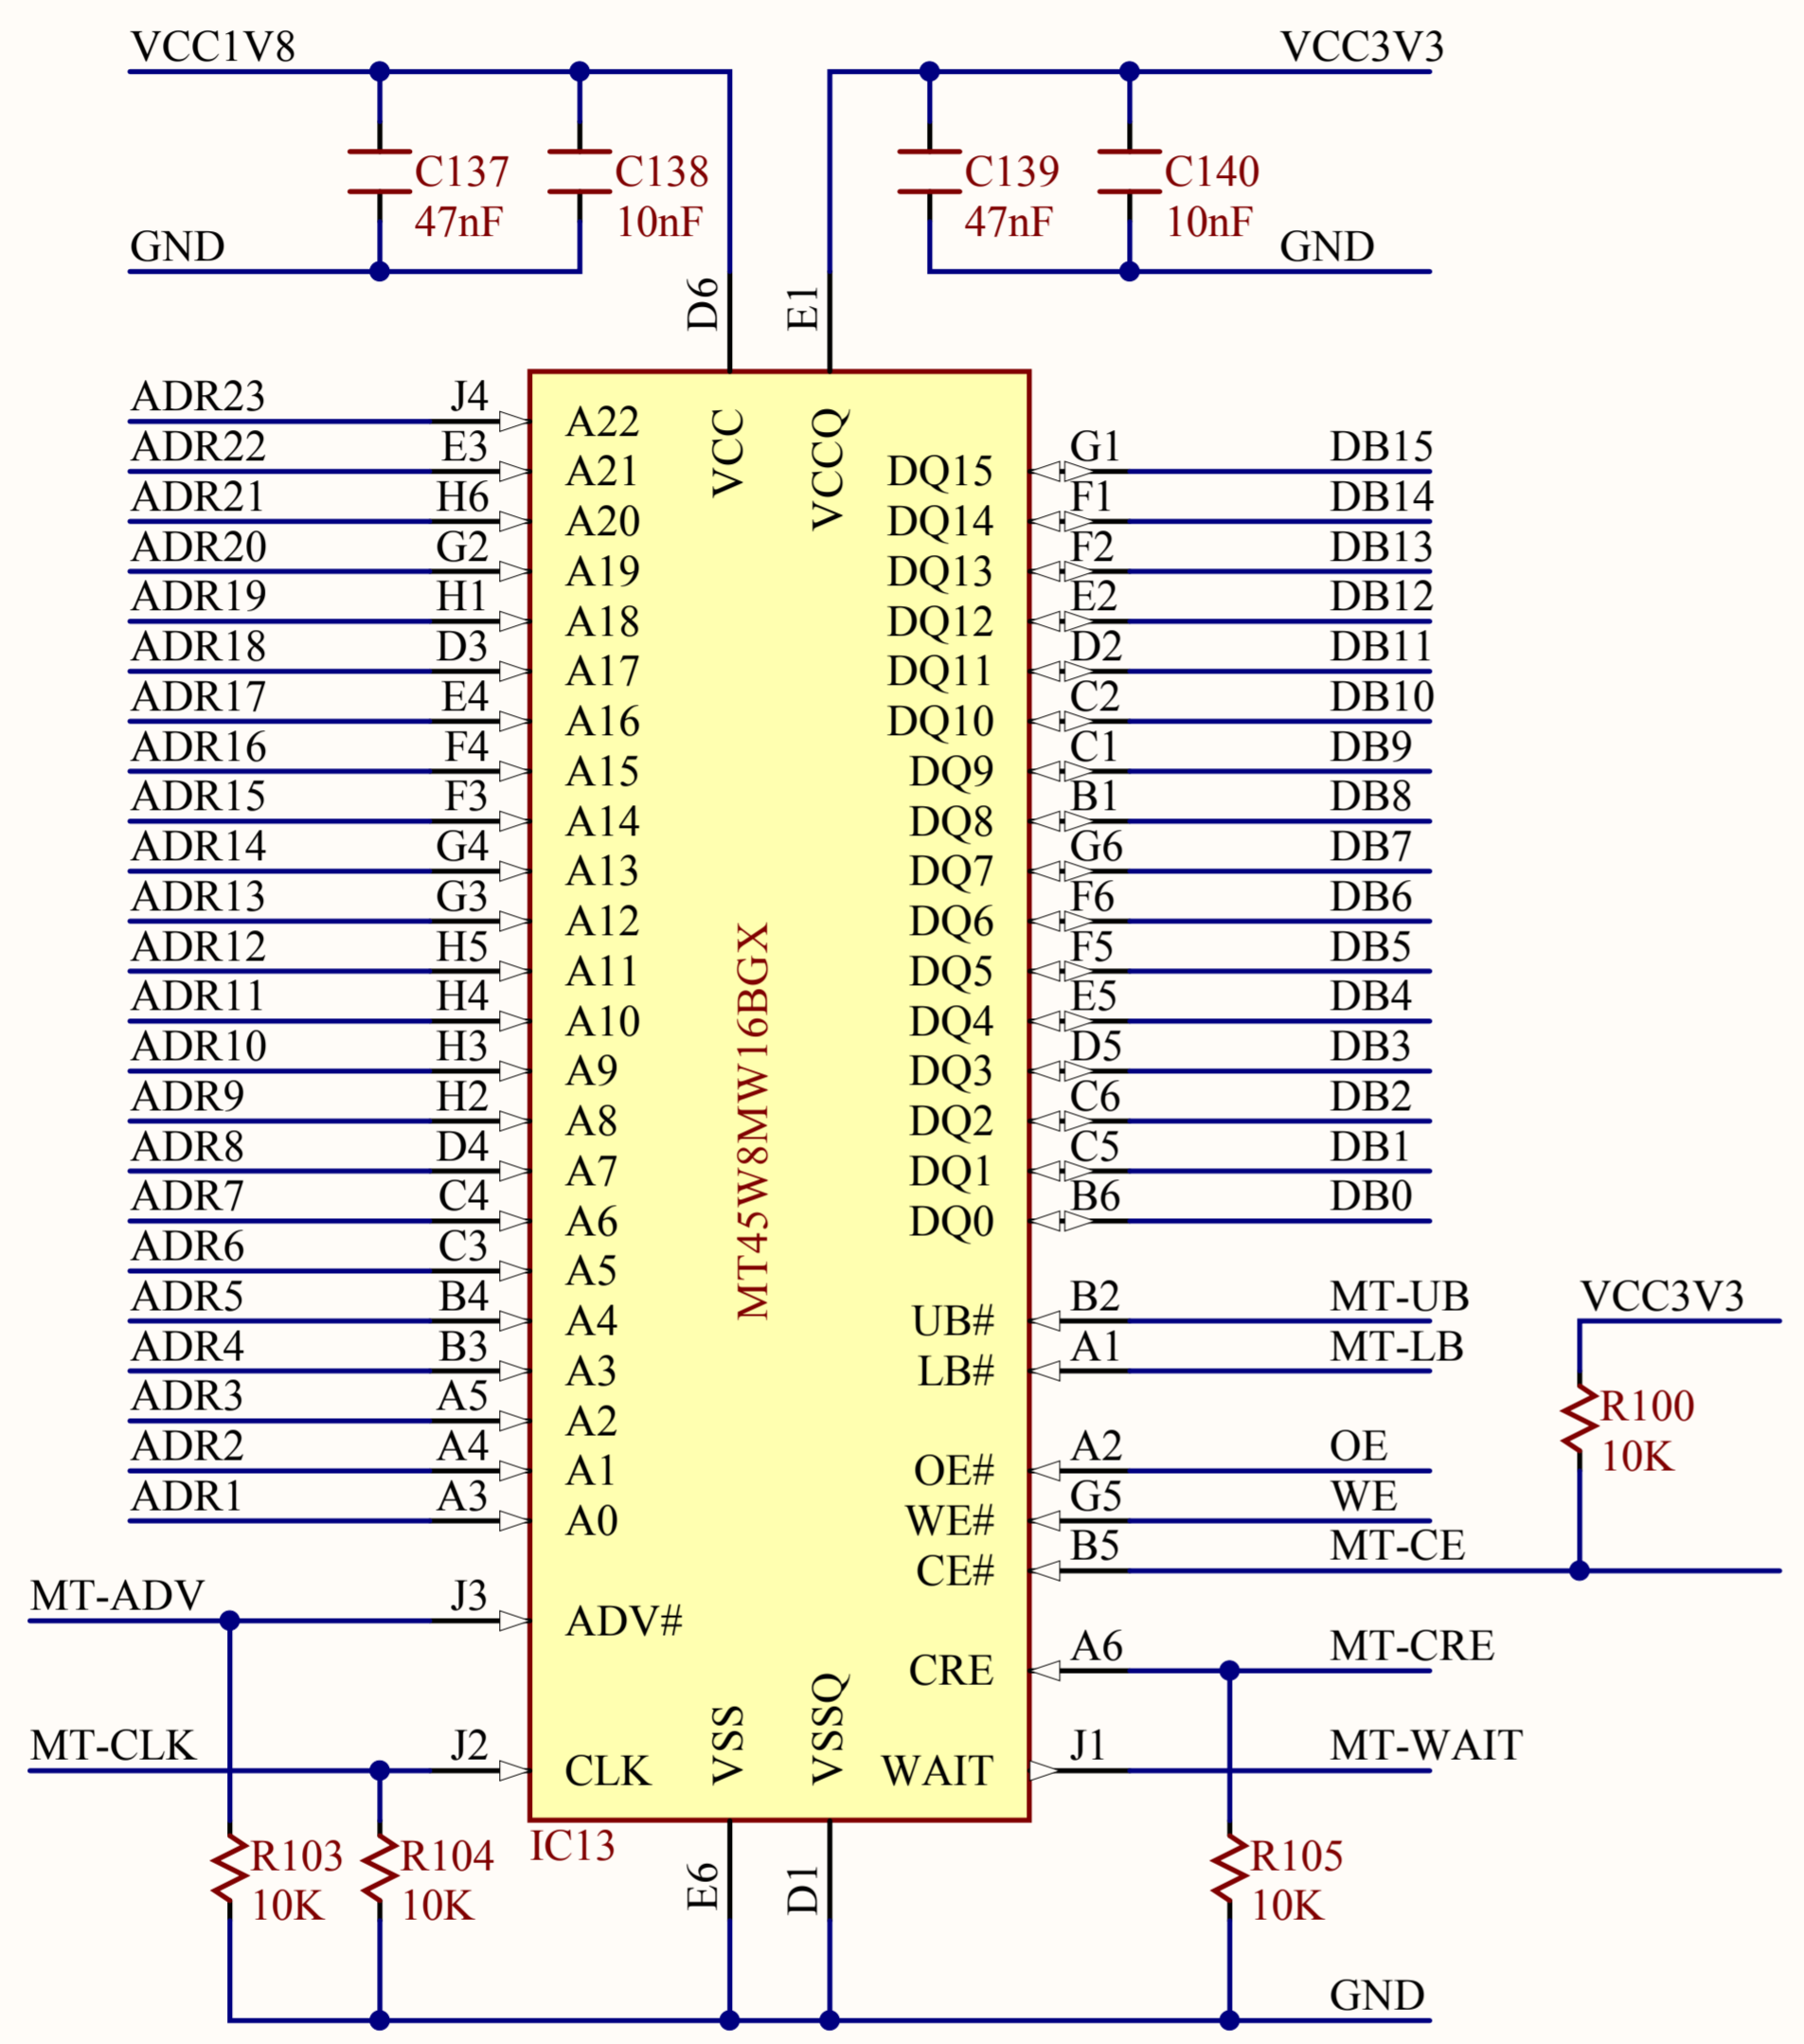 VCC1V8 VCC3V3
C137 C138 C139 C140
47nF 10nF 47nF 10nF
GND GND
D6 E1
VCC VCCQ
ADR23 J4 A22
ADR22 E3 A21 DQ15 G1 DB15
ADR21 H6 A20 DQ14 F1 DB14
ADR20 G2 A19 DQ13 F2 DB13
ADR19 H1 A18 DQ12 E2 DB12
ADR18 D3 A17 DQ11 D2 DB11
ADR17 E4 A16 DQ10 C2 DB10
ADR16 F4 A15 DQ9 C1 DB9
ADR15 F3 A14 DQ8 B1 DB8
ADR14 G4 A13 DQ7 G6 DB7
ADR13 G3 A12 DQ6 F6 DB6
ADR12 H5 A11 DQ5 F5 DB5
ADR11 H4 A10 DQ4 E5 DB4
ADR10 H3 A9 DQ3 D5 DB3
ADR9 H2 A8 DQ2 C6 DB2
ADR8 D4 A7 DQ1 C5 DB1
ADR7 C4 A6 DQ0 B6 DB0
MT45W8MW16BGX
ADR6 C3 A5
ADR5 B4 A4 UB# B2 MT-UB VCC3V3
ADR4 B3 A3 LB# A1 MT-LB
ADR3 A5 A2 R100
ADR2 A4 A1 OE# A2 OE 10K
ADR1 A3 A0 WE# G5 WE
CE# B5 MT-CE
MT-ADV J3 ADV#
CRE A6 MT-CRE
VSS VSSQ
MT-CLK J2 CLK WAIT J1 MT-WAIT
IC13
R103 R104 E6 D1 R105
10K 10K 10K
GND